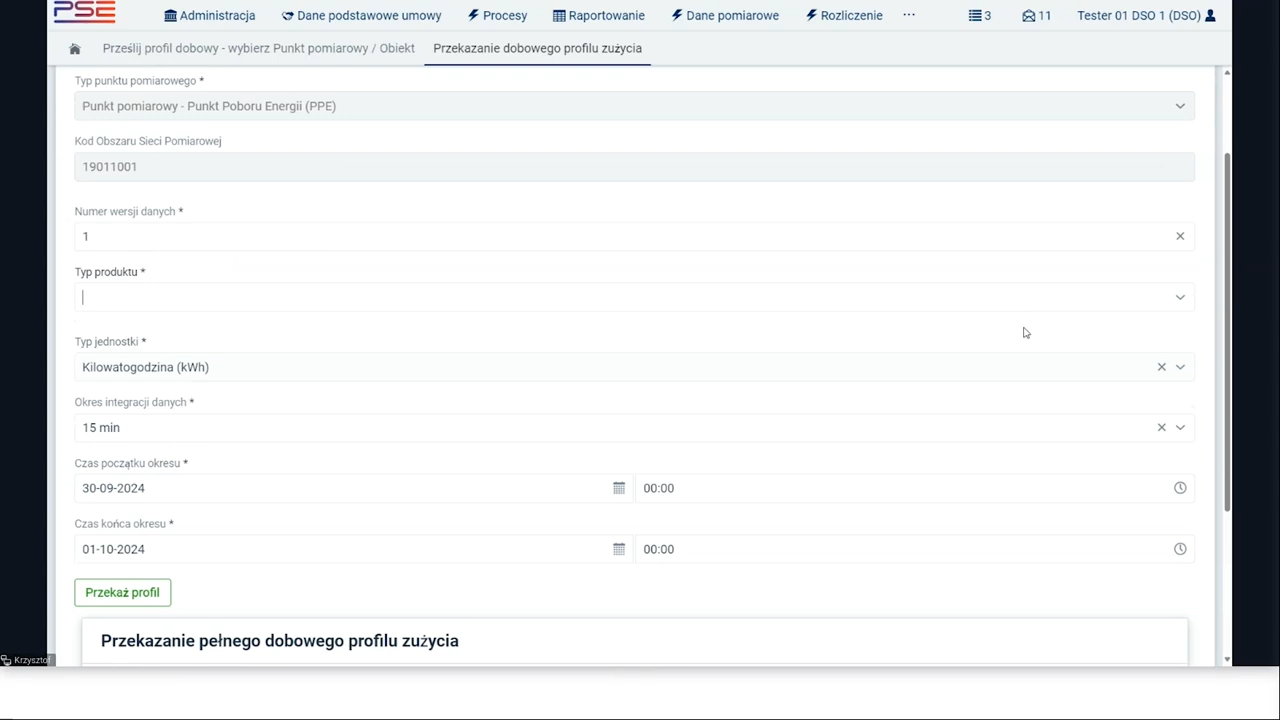 PSE
Administracja
Dane podstawowe umowy
Procesy
Raportowanie
Dane pomiarowe
Rozliczenie
...
3
11
Tester 01 DSO 1 (DSO)
Prześlij profil dobowy - wybierz Punkt pomiarowy / Obiekt
Przekazanie dobowego profilu zużycia
Typ punktu pomiarowego *
Punkt pomiarowy - Punkt Poboru Energii (PPE)
Kod Obszaru Sieci Pomiarowej
19011001
Numer wersji danych *
1
Typ produktu *
Typ jednostki *
Kilowatogodzina (kWh)
Okres integracji danych *
15 min
Czas początku okresu *
30-09-2024
00:00
Czas końca okresu *
01-10-2024
00:00
Przekaż profil
Przekazanie pełnego dobowego profilu zużycia
Krzysztof